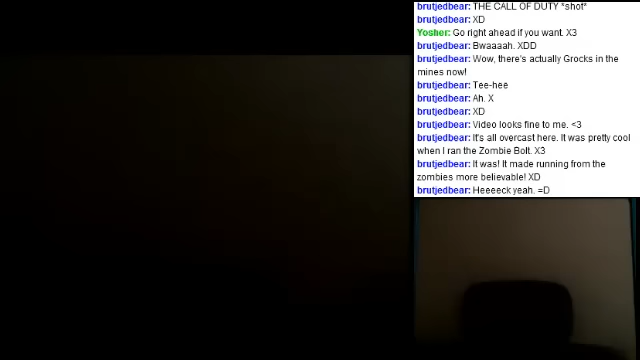 brutjedbear: THE CALL OF DUTY *shot*
brutjedbear: XD
Yosher: Go right ahead if you want. X3
brutjedbear: Bwaaaah. XDD
brutjedbear: Wow, there's actually Grocks in the
mines now!
brutjedbear: Tee-hee
brutjedbear: Ah. X
brutjedbear: XD
brutjedbear: Video looks fine to me. <3
brutjedbear: It's all overcast here. It was pretty cool
when I ran the Zombie Bolt. X3
brutjedbear: It was! It made running from the
zombies more believable! XD
brutjedbear: Heeeeck yeah. =D